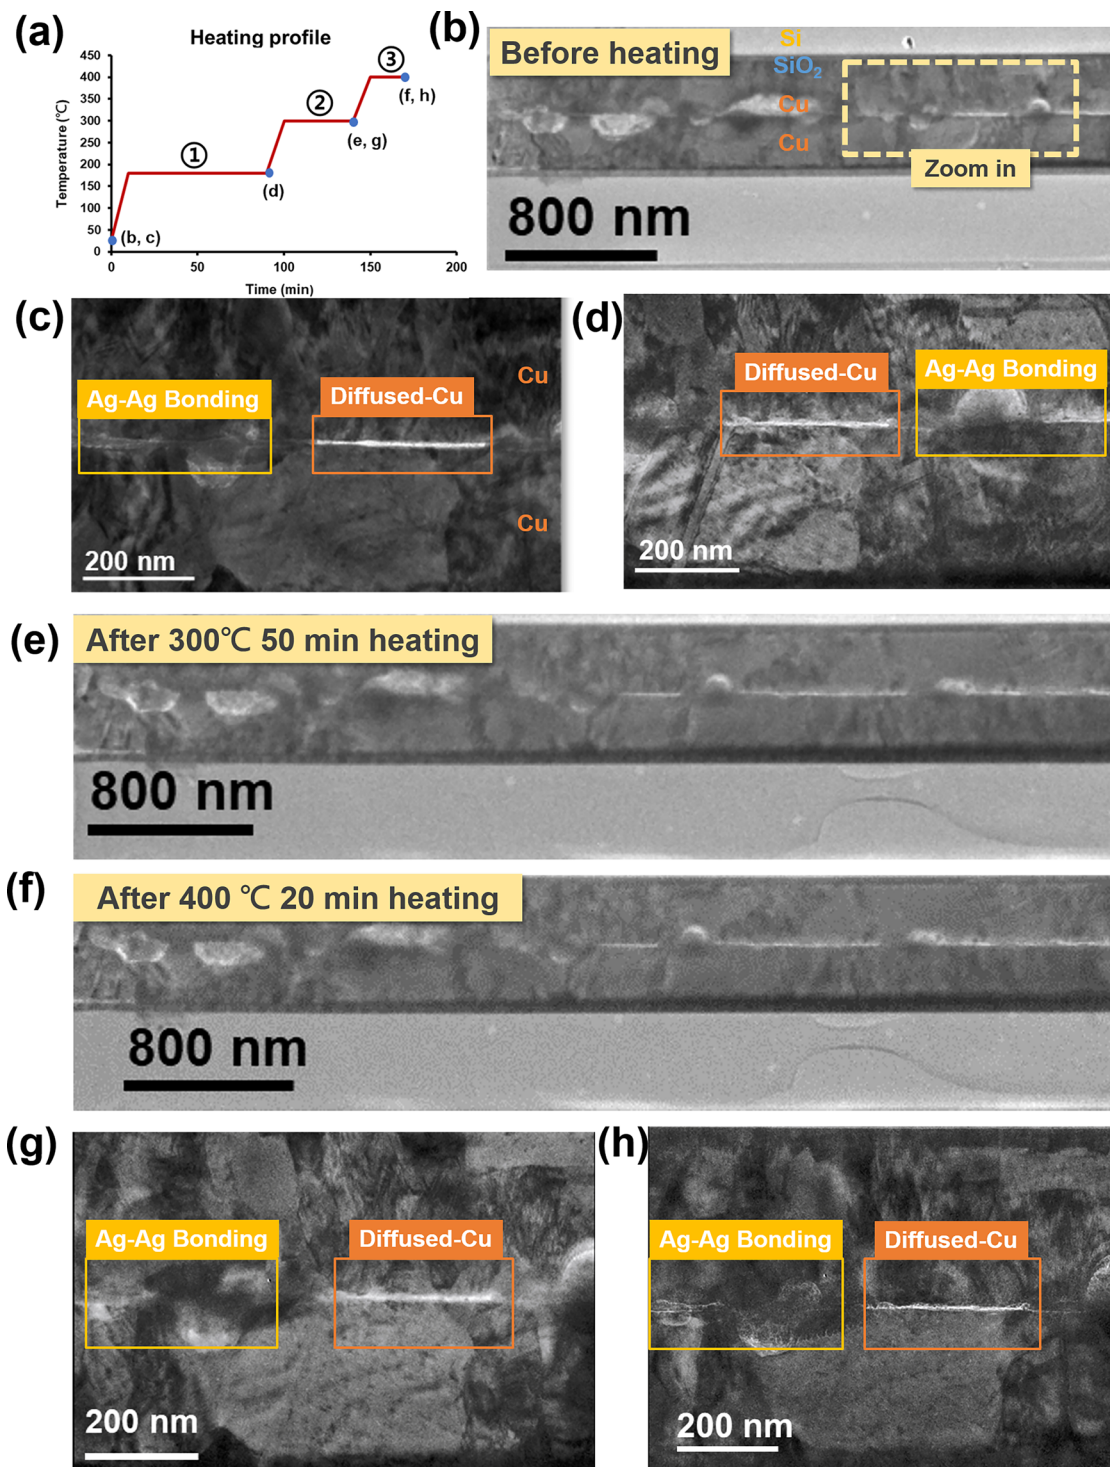 (a)
Heating profile
Temperature (℃)
450
400
350
300
250
200
150
100
50
0
①
②
③
(b, c)
(d)
(e, g)
(f, h)
0
50
100
150
200
Time (min)
(b)
Before heating
Si
SiO₂
Cu
Cu
Zoom in
800 nm
(c)
Ag-Ag Bonding
Diffused-Cu
Cu
Cu
200 nm
(d)
Diffused-Cu
Ag-Ag Bonding
200 nm
(e)
After 300℃ 50 min heating
800 nm
(f)
After 400 ℃ 20 min heating
800 nm
(g)
Ag-Ag Bonding
Diffused-Cu
200 nm
(h)
Ag-Ag Bonding
Diffused-Cu
200 nm